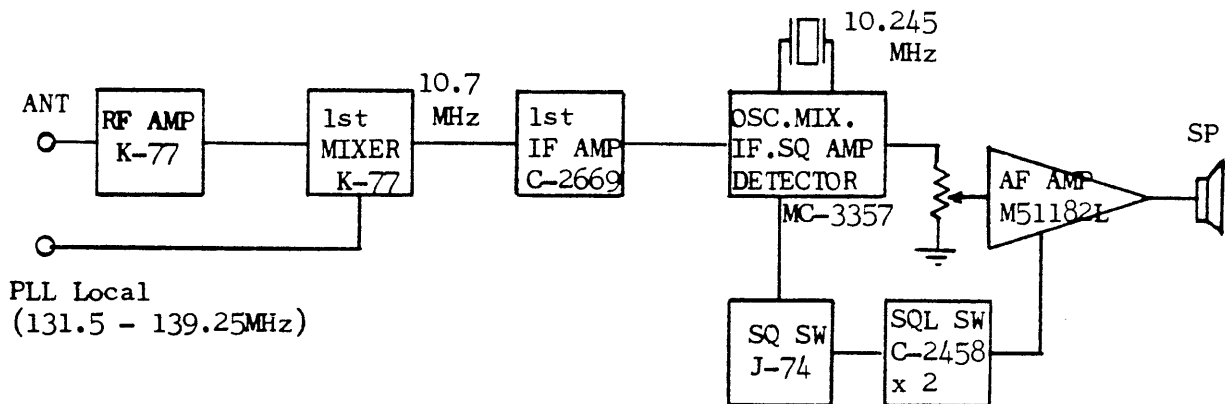 ANT
RF AMP
K-77
1st
MIXER
K-77
10.7
MHz
1st
IF AMP
C-2669
10.245
MHz
OSC.MIX.
IF.SQ AMP
DETECTOR
MC-3357
AF AMP
M51182L
SP
PLL Local
(131.5 - 139.25MHz)
SQ SW
J-74
SQL SW
C-2458
x 2